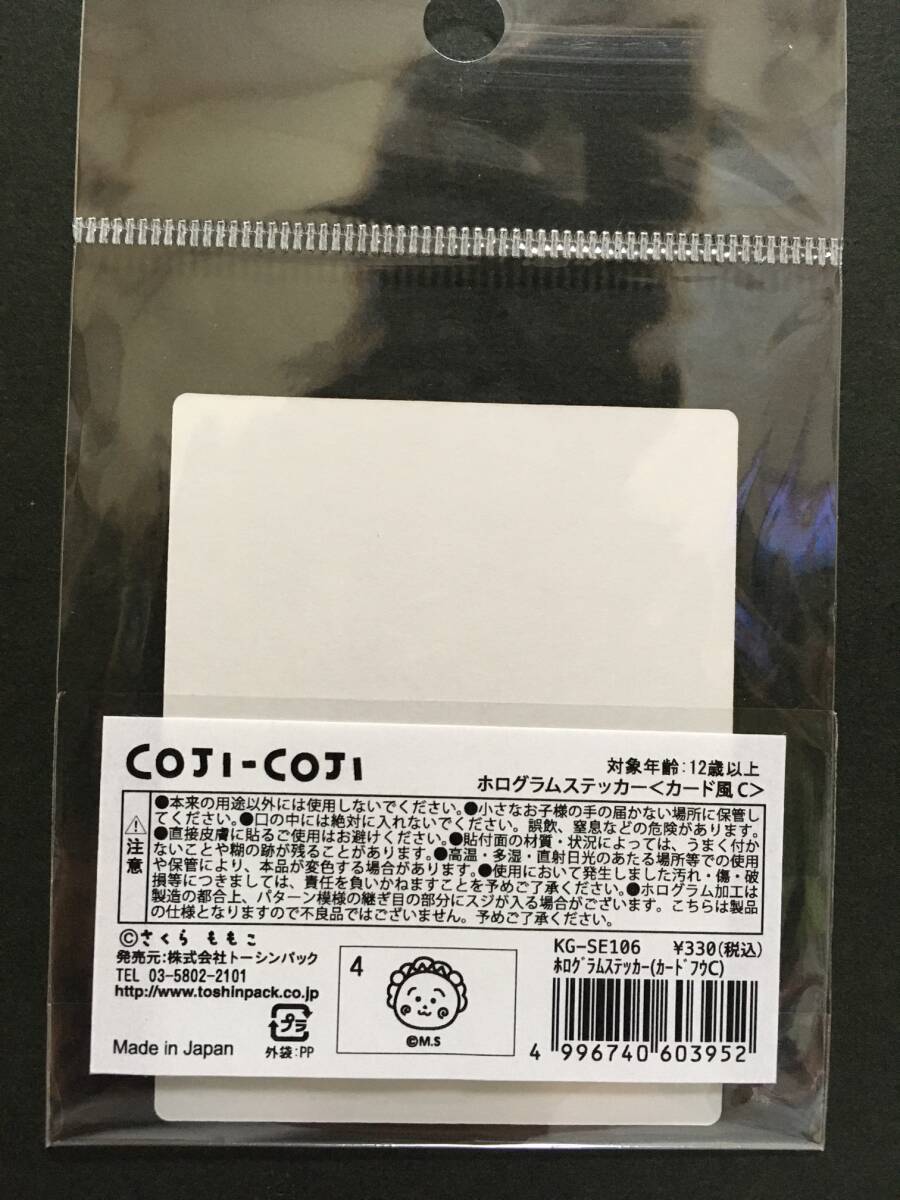 COJI-COJI
対象年齢：12歳以上
ホログラムステッカー＜カード風C＞
⚠注意
●本来の用途以外には使用しないでください。●小さなお子様の手の届かない場所に保管し
てください。●口の中には絶対に入れないでください。誤飲、窒息などの危険があります。
●直接皮膚に貼るご使用はお避けください。●貼付面の材質・状況によっては、うまく付か
ないことや糊の跡が残ることがあります。●高温・多湿・直射日光のあたる場所等での使用
や保管により、本品が変色する場合があります。●使用において発生しました汚れ・傷・破
損等につきましては、責任を負いかねますことを予めご了承ください。●ホログラム加工は
製造の都合上、パターン模様の継ぎ目の部分にスジが入る場合がございます。こちらは製品
の仕様となりますので不良品ではございません。予めご了承ください。
©さくらももこ
発売元：株式会社トーシンパック
TEL 03-5802-2101
http://www.toshinpack.co.jp
Made in Japan
プラ
外袋：PP
4
©M.S
KG-SE106 ¥330(税込)
ﾎﾛｸﾞﾗﾑｽﾃｯｶｰ(ｶｰﾄﾞﾌｳC)
4 996740 603952